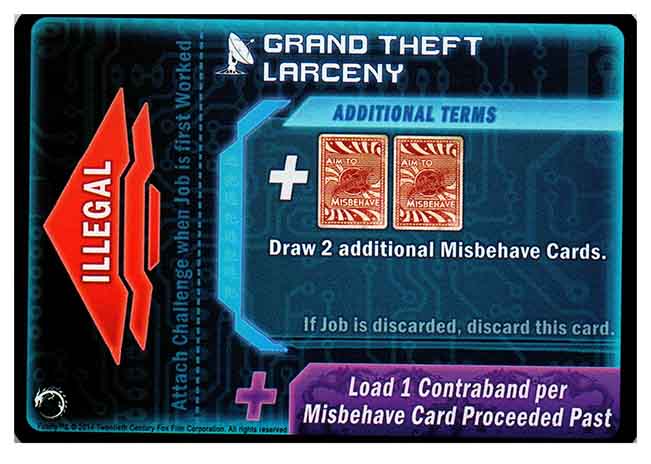 GRAND THEFT
LARCENY
ILLEGAL
Attach Challenge when Job is first Worked
ADDITIONAL TERMS
AIM TO
MISBEHAVE
AIM TO
MISBEHAVE
Draw 2 additional Misbehave Cards.
If Job is discarded, discard this card.
Load 1 Contraband per
Misbehave Card Proceeded Past
Firefly TM & © 2014 Twentieth Century Fox Film Corporation. All rights reserved